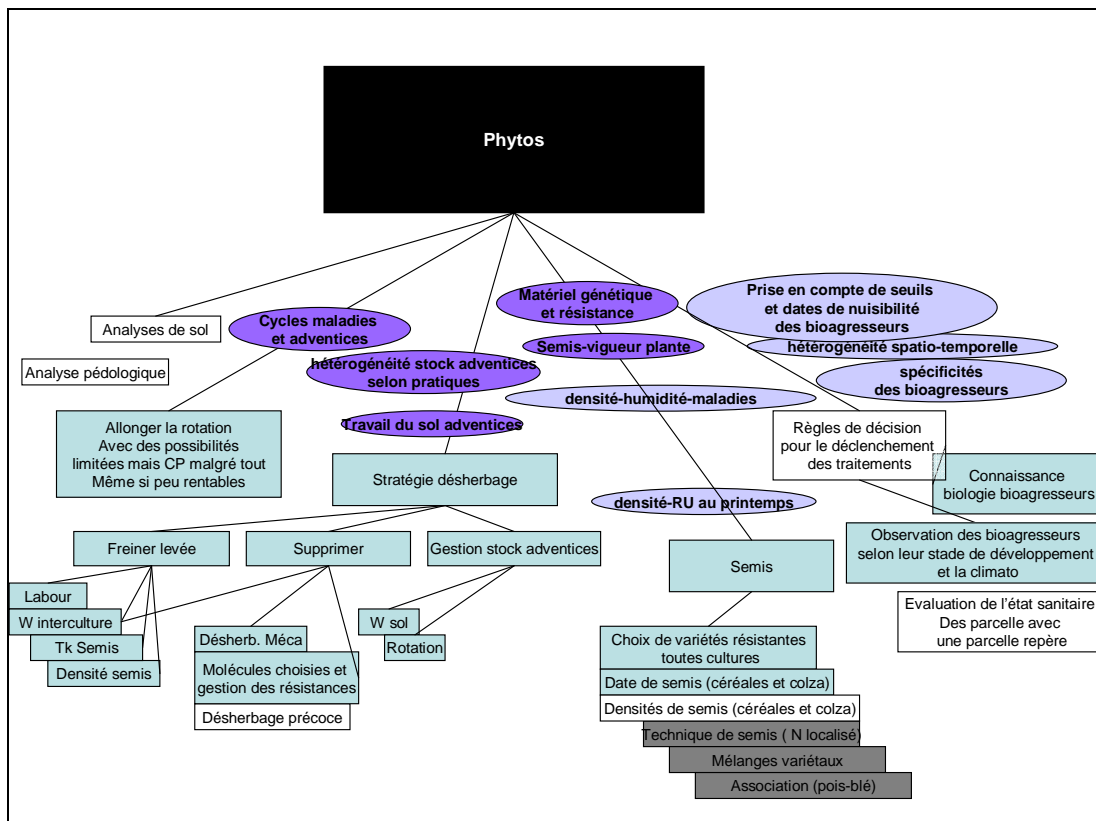 Phytos
Analyses de sol
Analyse pédologique
Cycles maladies
et adventices
hétérogénéité stock adventices
selon pratiques
Travail du sol adventices
Matériel génétique
et résistance
Semis-vigueur plante
densité-humidité-maladies
densité-RU au printemps
Prise en compte de seuils
et dates de nuisibilité
des bioagresseurs
hétérogénéité spatio-temporelle
spécificités
des bioagresseurs
Allonger la rotation
Avec des possibilités
limitées mais CP malgré tout
Même si peu rentables
Stratégie désherbage
Règles de décision
pour le déclenchement
des traitements
Connaissance
biologie bioagresseurs
Freiner levée
Supprimer
Gestion stock adventices
Semis
Observation des bioagresseurs
selon leur stade de développement
et la climato
Labour
W interculture
Tk Semis
Densité semis
Désherb. Méca
Molécules choisies et
gestion des résistances
Désherbage précoce
W sol
Rotation
Choix de variétés résistantes
toutes cultures
Date de semis (céréales et colza)
Densités de semis (céréales et colza)
Technique de semis ( N localisé)
Mélanges variétaux
Association (pois-blé)
Evaluation de l'état sanitaire
Des parcelle avec
une parcelle repère